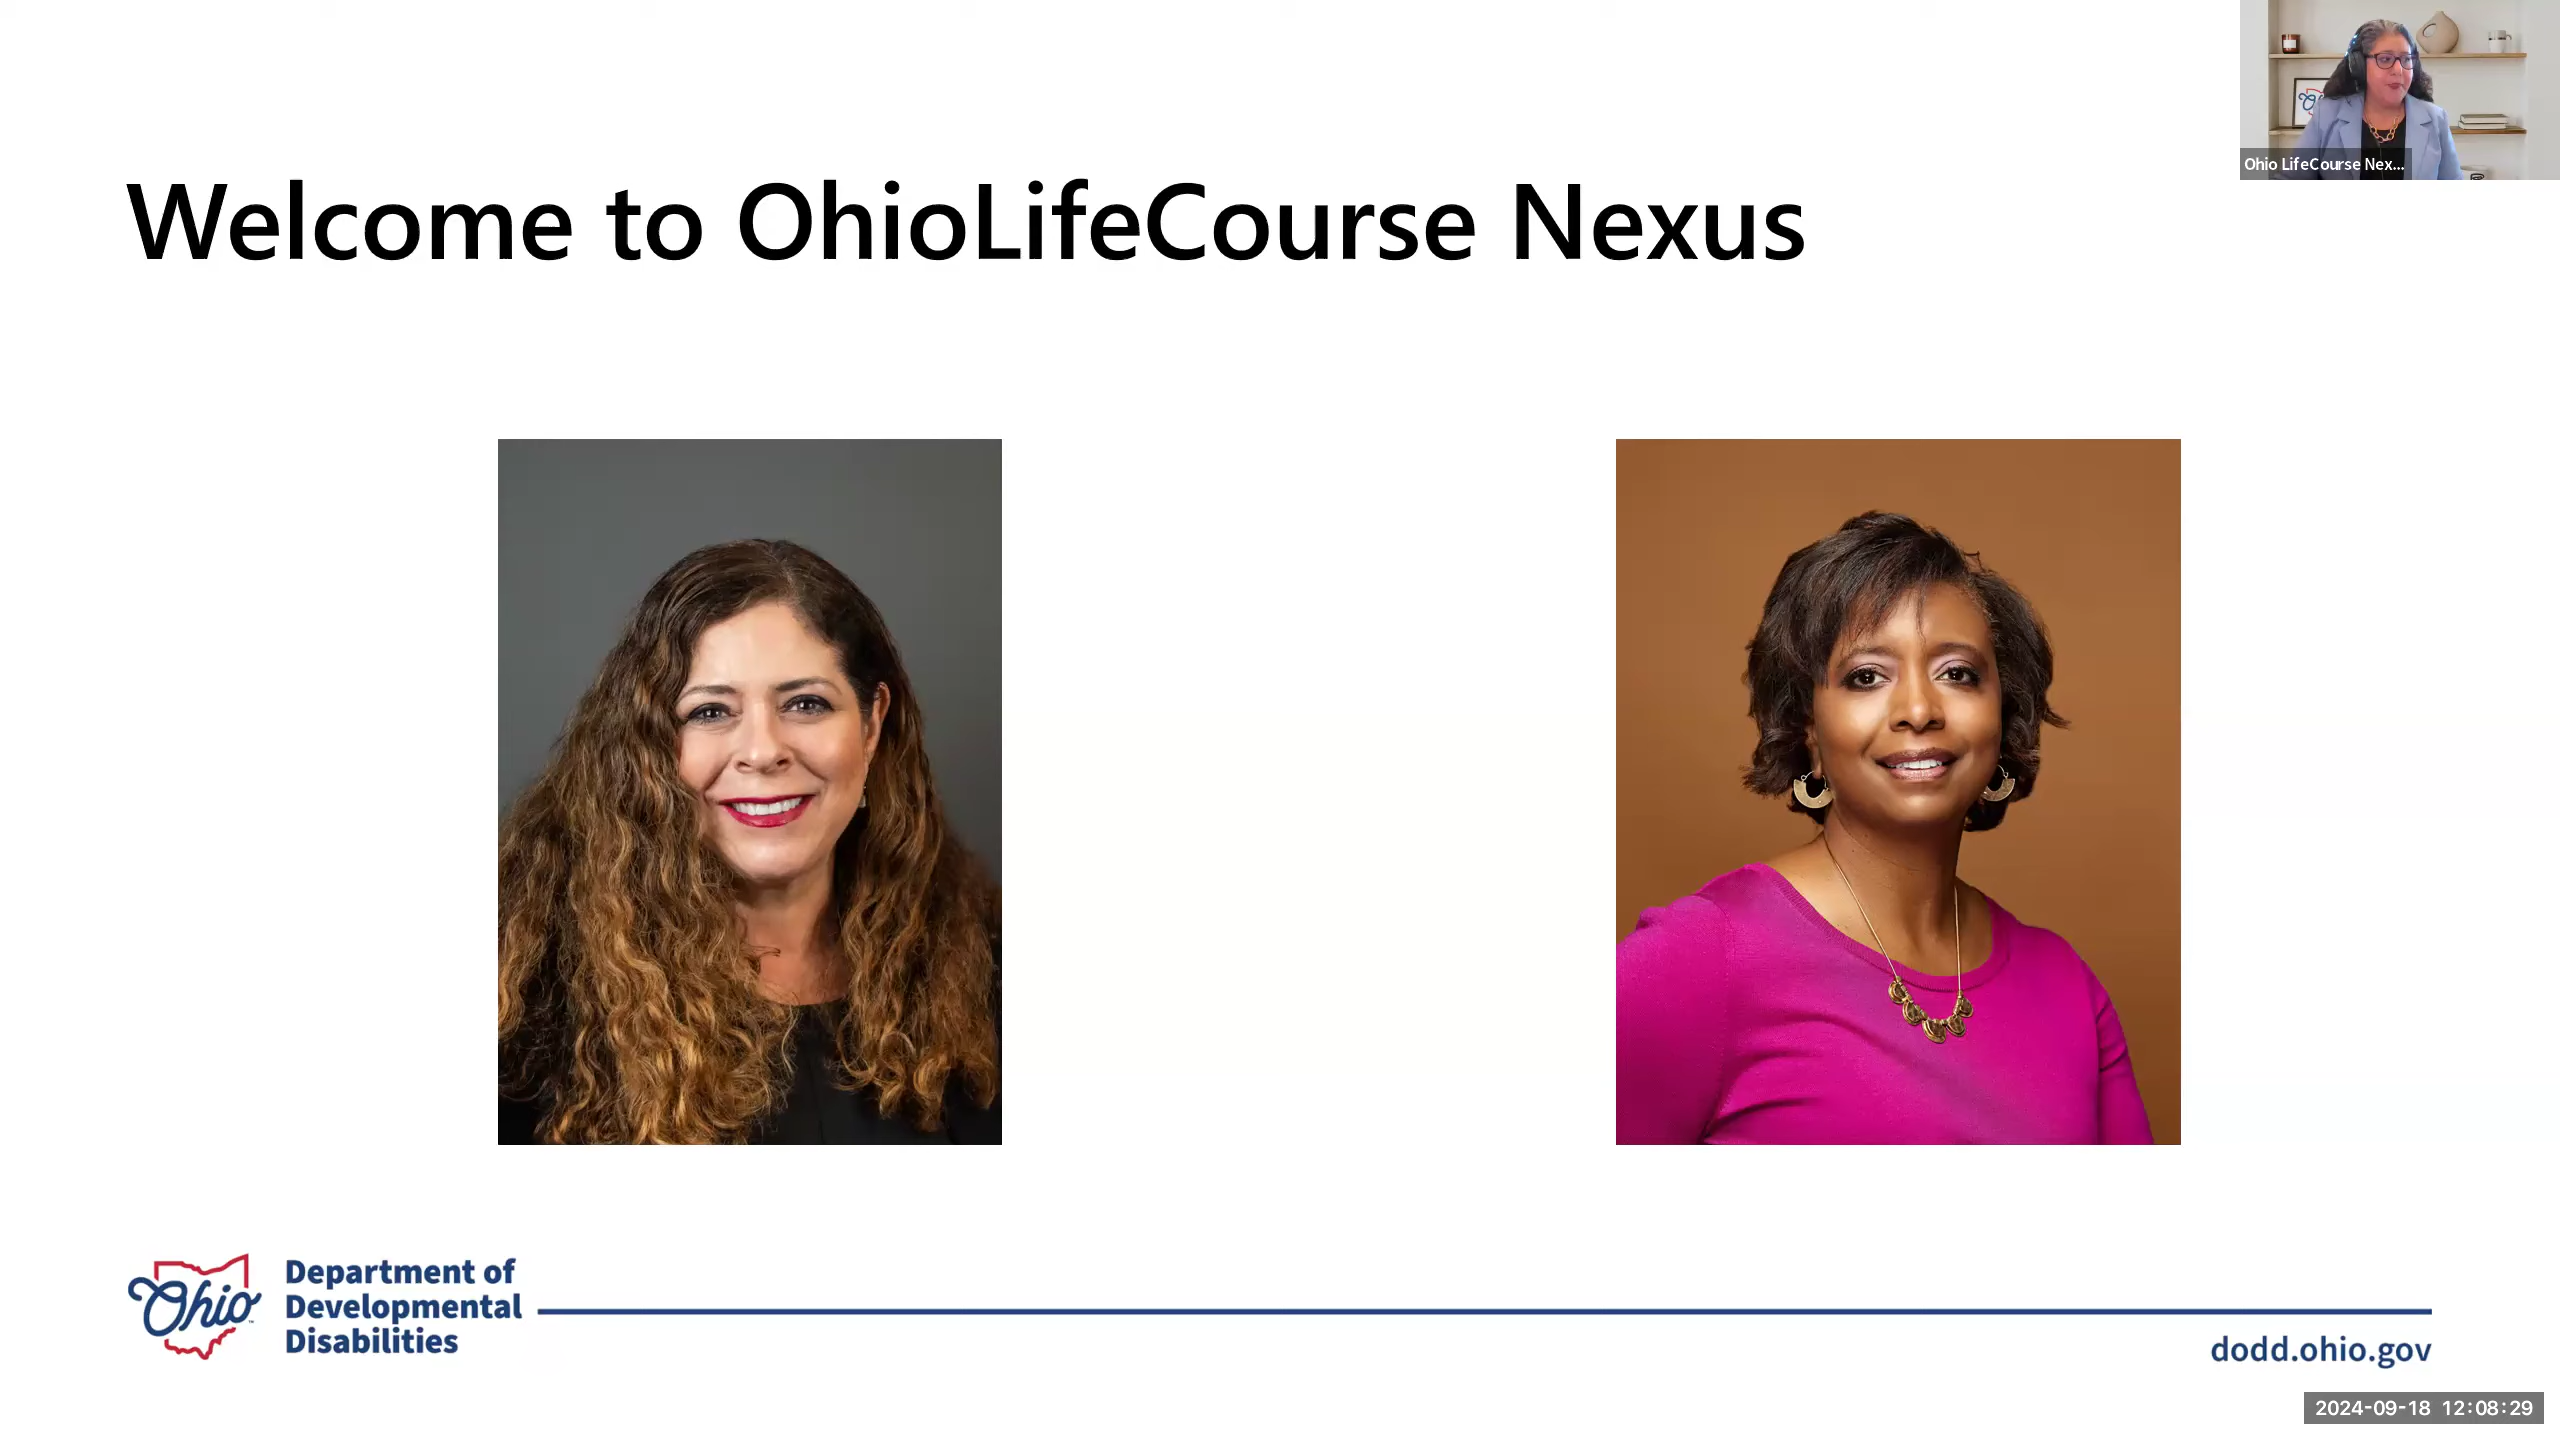 Ohio LifeCourse Nex...
Welcome to OhioLifeCourse Nexus
Ohio
Department of
Developmental
Disabilities
dodd.ohio.gov
2024-09-18 12:08:29